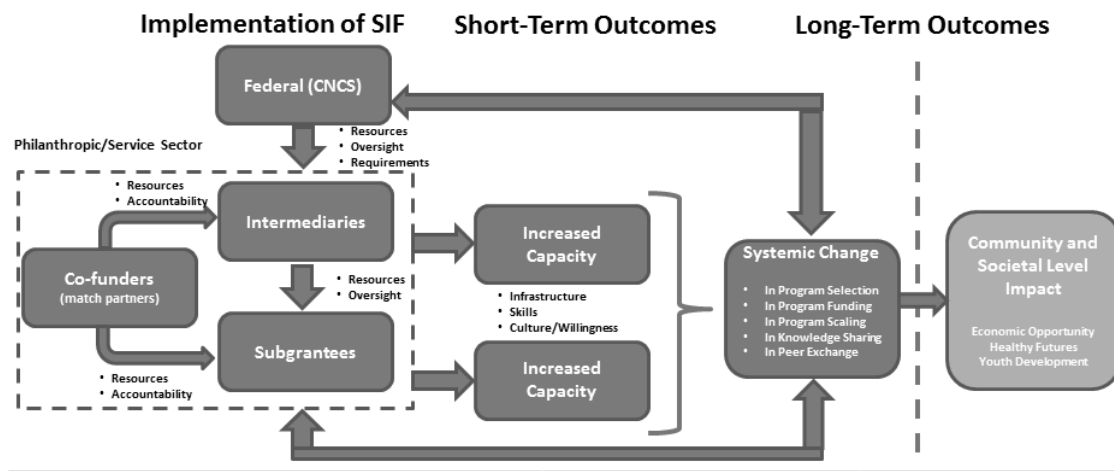 Implementation of SIF
Short-Term Outcomes
Long-Term Outcomes
Federal (CNCS)
• Resources
• Oversight
• Requirements
Philanthropic/Service Sector
• Resources
• Accountability
Intermediaries
Co-funders
(match partners)
• Resources
• Oversight
Subgrantees
• Resources
• Accountability
Increased
Capacity
• Infrastructure
• Skills
• Culture/Willingness
Increased
Capacity
Systemic Change
• In Program Selection
• In Program Funding
• In Program Scaling
• In Knowledge Sharing
• In Peer Exchange
Community and
Societal Level
Impact
Economic Opportunity
Healthy Futures
Youth Development